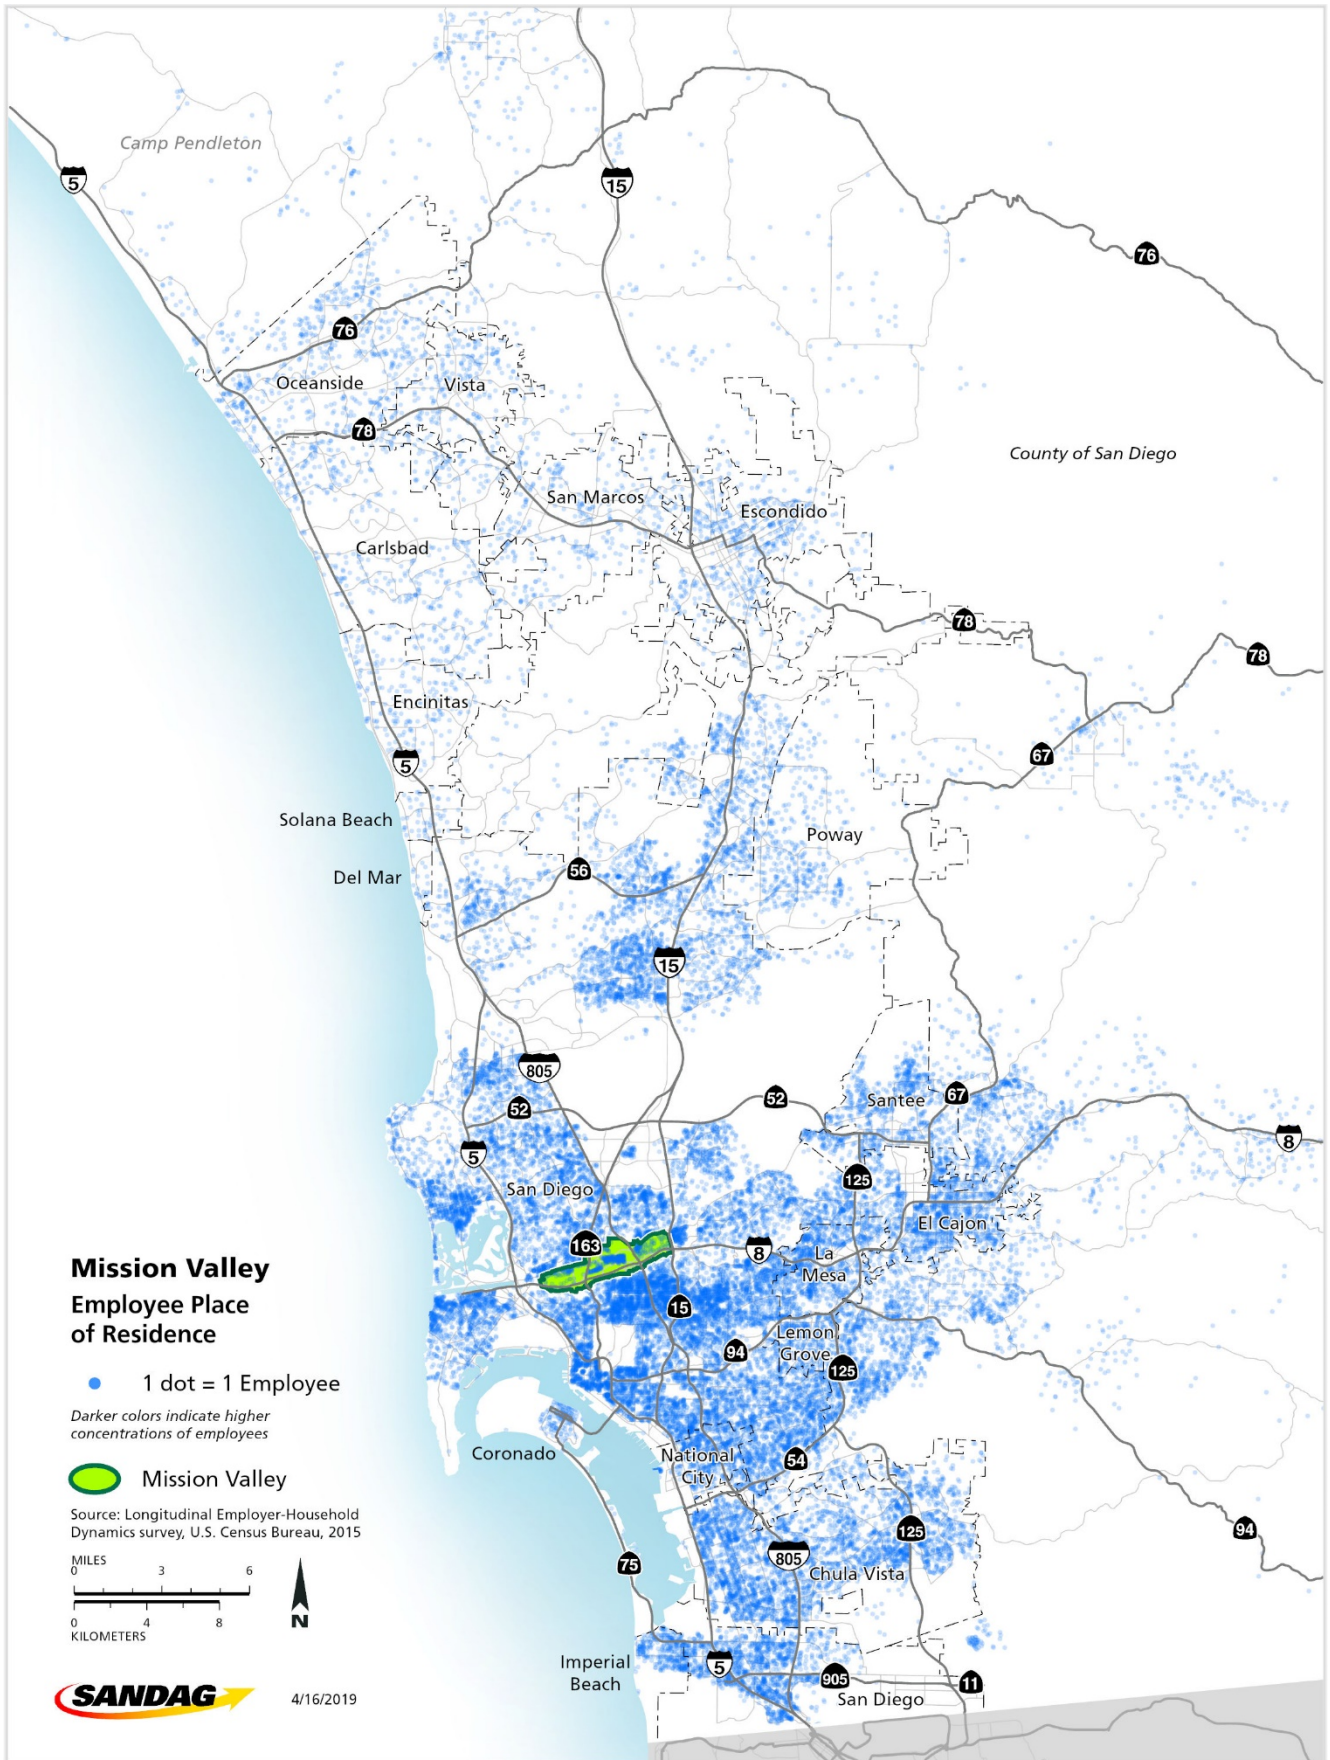 Camp Pendleton
5
15
76
76
Oceanside
Vista
78
County of San Diego
San Marcos
Escondido
Carlsbad
78
78
Encinitas
67
5
Solana Beach
Poway
56
Del Mar
15
805
52
67
Santee
52
8
5
125
San Diego
El Cajon
163
8
La
Mesa
15
94
Lemon
Grove
125
Coronado
National
City
54
125
94
75
805
Chula Vista
Imperial
Beach
5
905
San Diego
11
Mission Valley
Employee Place
of Residence
1 dot = 1 Employee
Darker colors indicate higher
concentrations of employees
Mission Valley
Source: Longitudinal Employer-Household
Dynamics survey, U.S. Census Bureau, 2015
MILES
0 3 6
0 4 8
KILOMETERS
N
SANDAG
4/16/2019